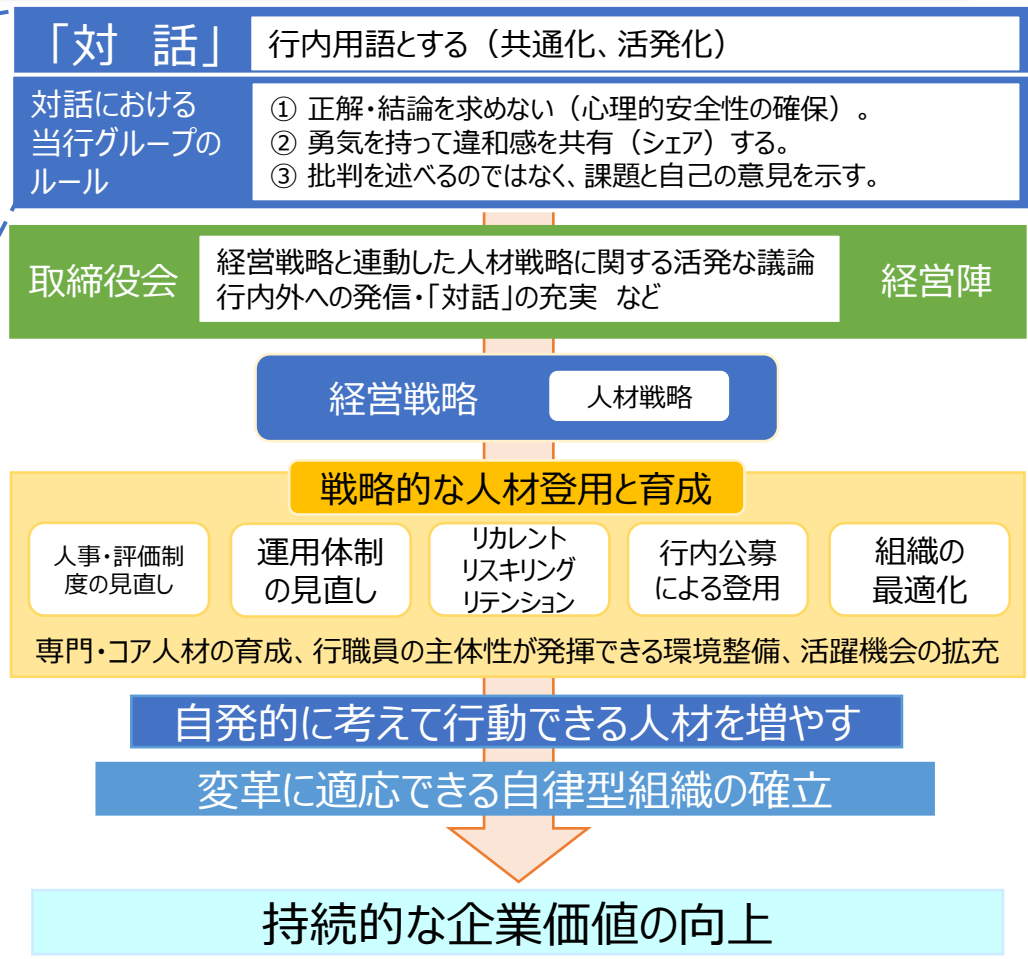 「対 話」
行内用語とする（共通化、活発化）
対話における
当行グループの
ルール
① 正解・結論を求めない（心理的安全性の確保）。
② 勇気を持って違和感を共有（シェア）する。
③ 批判を述べるのではなく、課題と自己の意見を示す。
取締役会
経営戦略と連動した人材戦略に関する活発な議論
行内外への発信・「対話」の充実 など
経営陣
経営戦略
人材戦略
戦略的な人材登用と育成
人事・評価制
度の見直し
運用体制
の見直し
リカレント
リスキリング
リテンション
行内公募
による登用
組織の
最適化
専門・コア人材の育成、行職員の主体性が発揮できる環境整備、活躍機会の拡充
自発的に考えて行動できる人材を増やす
変革に適応できる自律型組織の確立
持続的な企業価値の向上